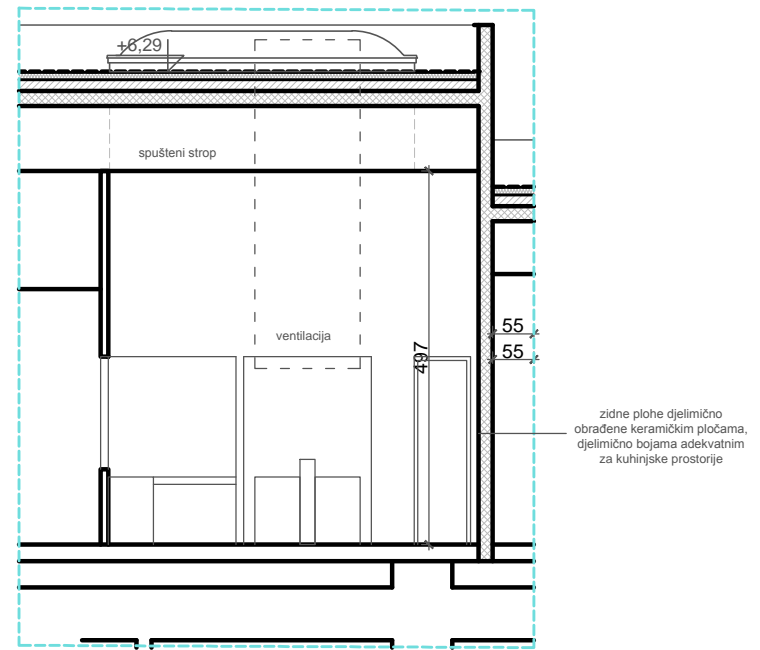 +6,29
spušteni strop
ventilacija
497
55
55
zidne plohe djelimično
obrađene keramičkim pločama,
djelimično bojama adekvatnim
za kuhinjske prostorije